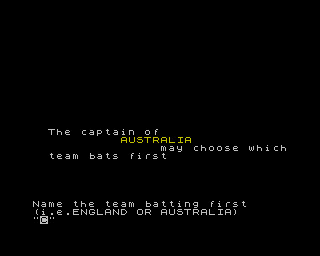 The captain of
AUSTRALIA
may choose which
team bats first
Name the team batting first
(i.e.ENGLAND OR AUSTRALIA)
"C"